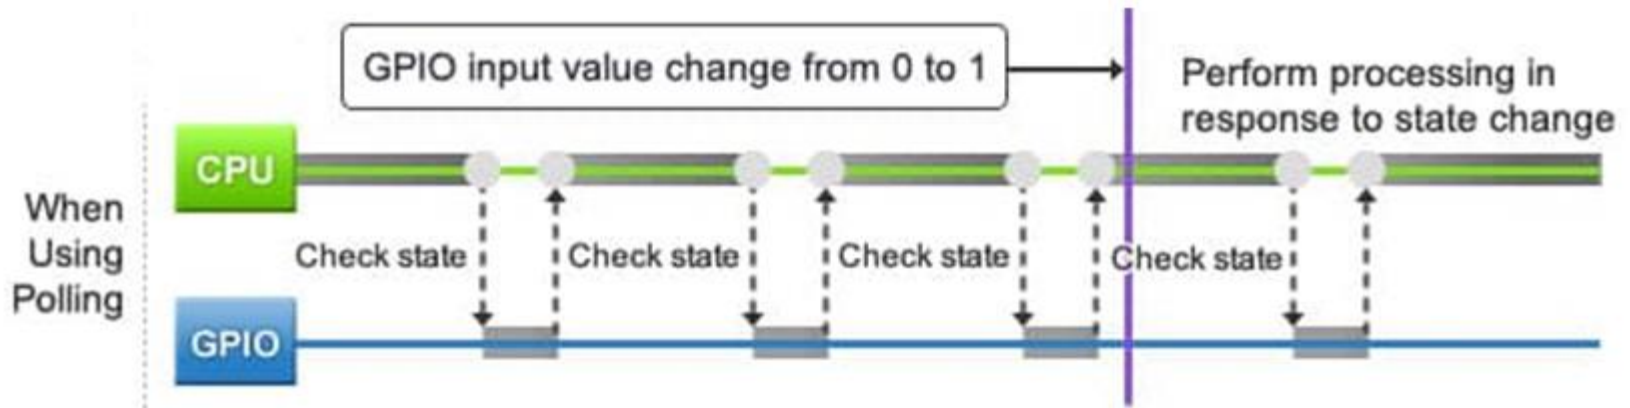 GPIO input value change from 0 to 1
Perform processing in
response to state change
CPU
When
Using
Polling
Check state
Check state
Check state
Check state
GPIO